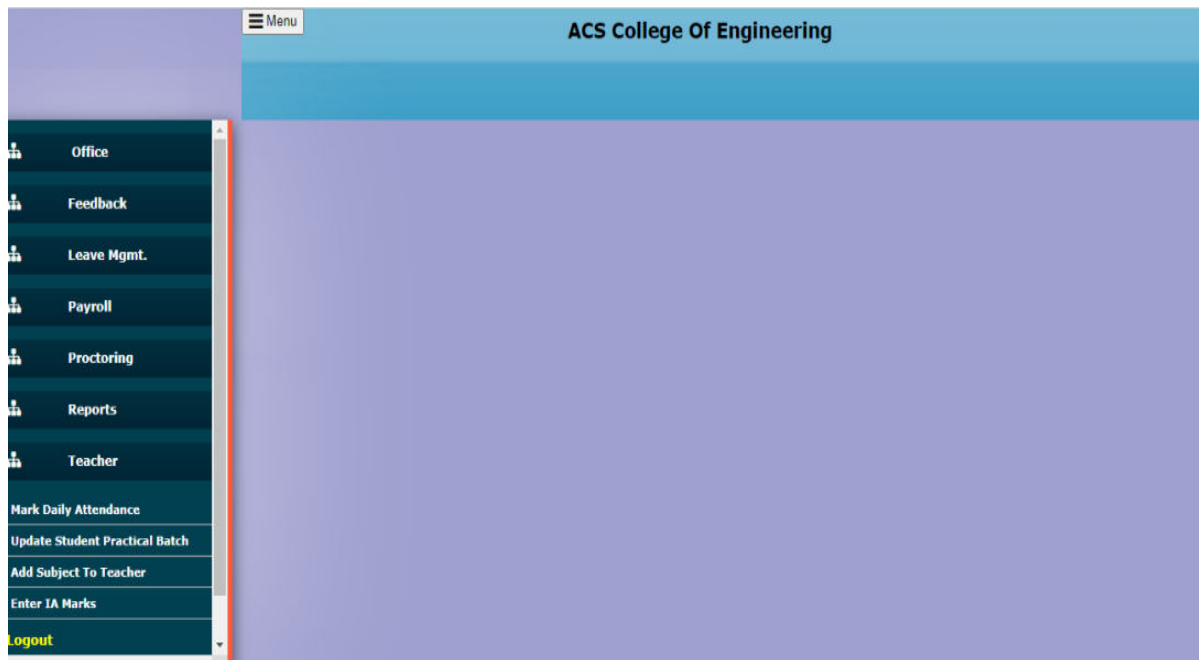 Menu
ACS College Of Engineering
Office
Feedback
Leave Mgmt.
Payroll
Proctoring
Reports
Teacher
Mark Daily Attendance
Update Student Practical Batch
Add Subject To Teacher
Enter IA Marks
Logout